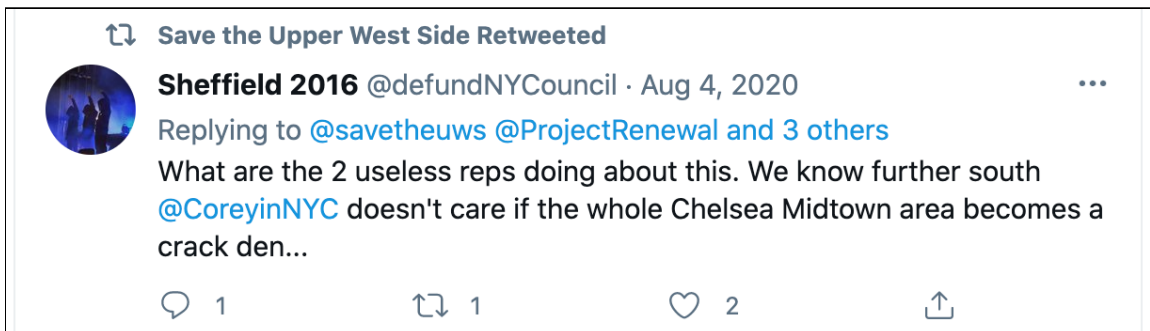 Save the Upper West Side Retweeted
Sheffield 2016 @defundNYCouncil · Aug 4, 2020
Replying to @savetheuws @ProjectRenewal and 3 others
What are the 2 useless reps doing about this. We know further south
@CoreyinNYC doesn't care if the whole Chelsea Midtown area becomes a
crack den...
1 1 2